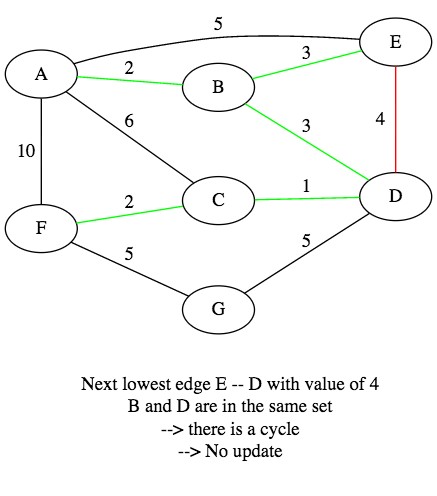 5
E
3
A
2
B
6
3
4
10
2
C
1
D
F
5
5
G
Next lowest edge E -- D with value of 4
B and D are in the same set
--> there is a cycle
--> No update